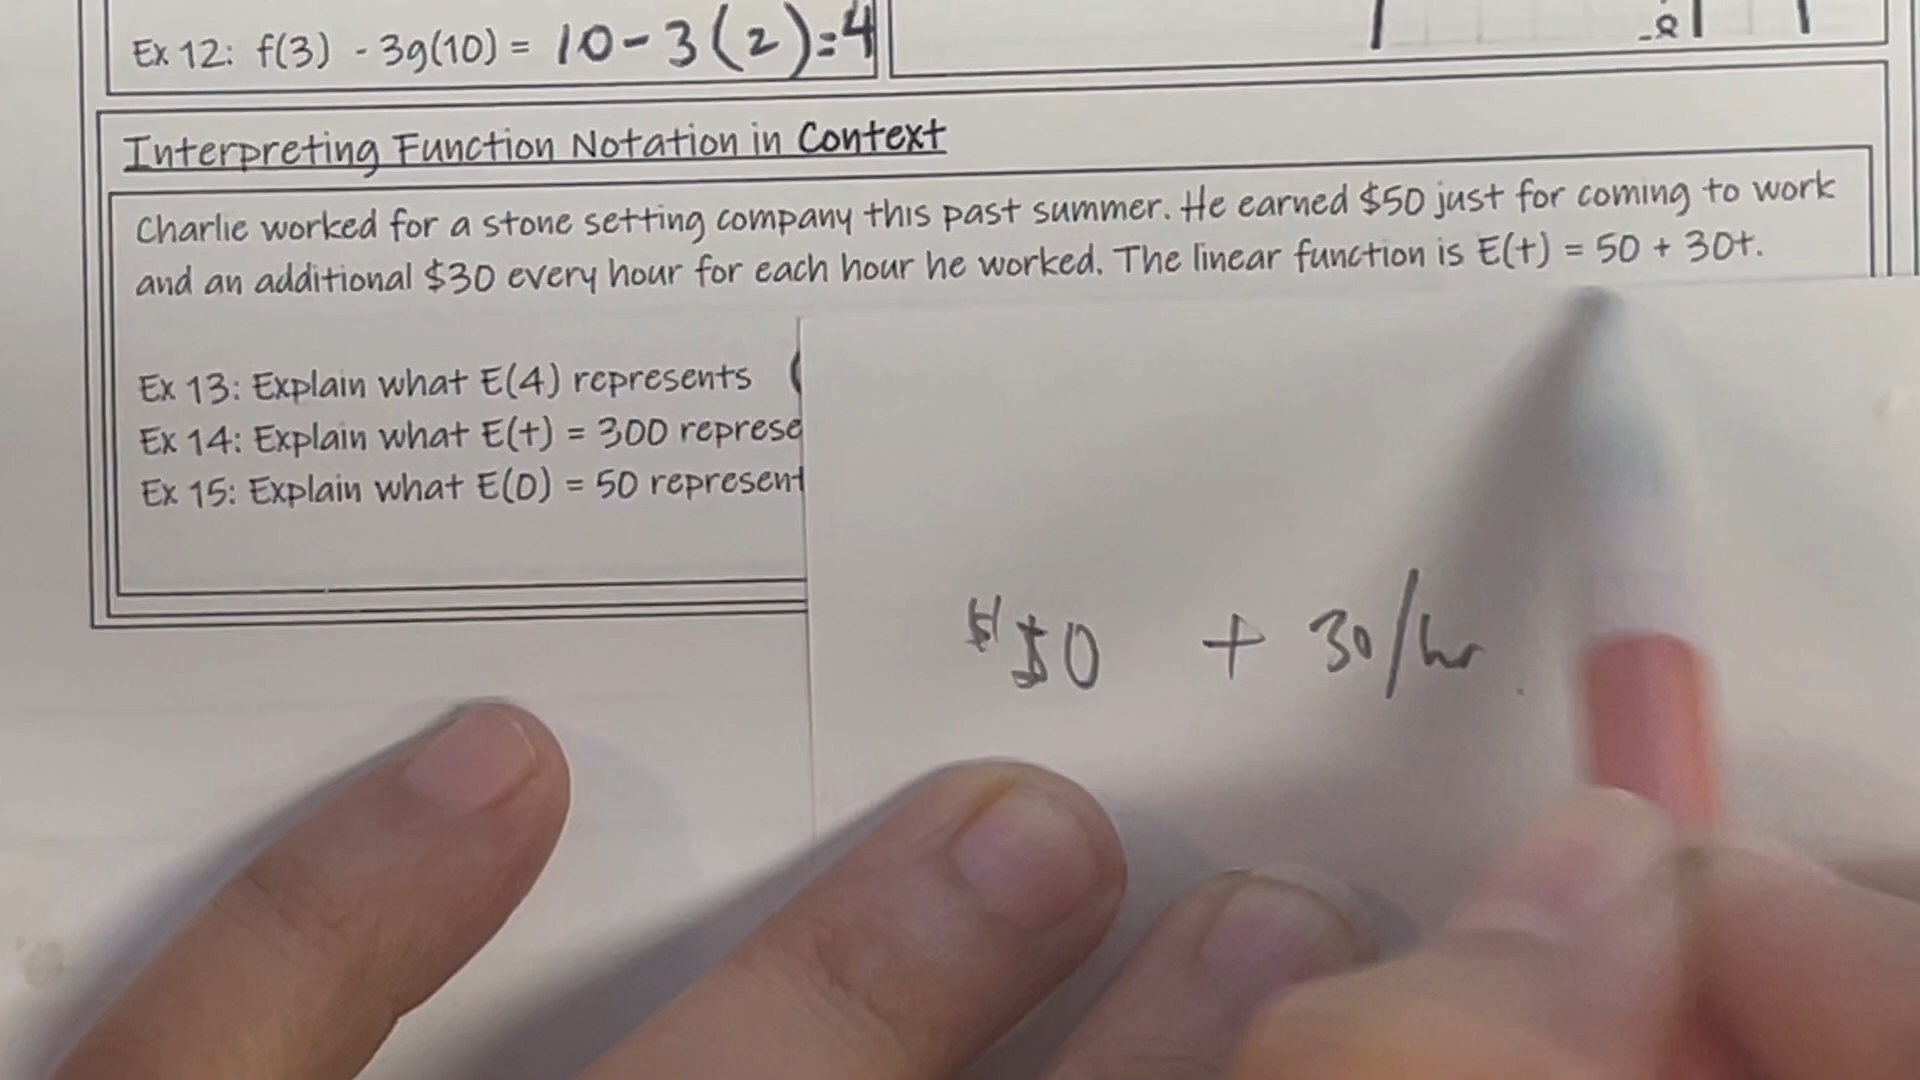 Ex 12: f(3) - 3g(10) = 10-3(2)=4
-8
Interpreting Function Notation in Context
Charlie worked for a stone setting company this past summer. He earned $50 just for coming to work
and an additional $30 every hour for each hour he worked. The linear function is E(t) = 50 + 30t.
Ex 13: Explain what E(4) represents (
Ex 14: Explain what E(t) = 300 represe
Ex 15: Explain what E(0) = 50 represent
$50 + 30/hr